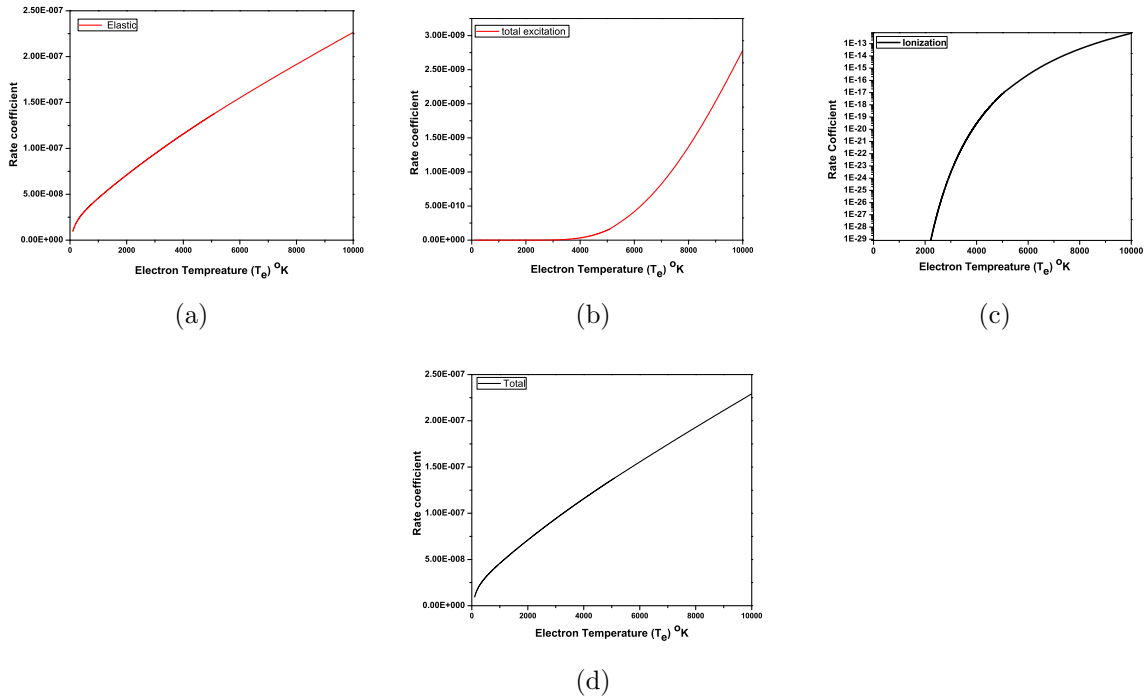 2.50E-007
2.00E-007
1.50E-007
1.00E-007
5.00E-008
0.00E+000
0 2000 4000 6000 8000 10000
Elastic
Rate coefficient
Electron Tempreature (Te) oK
(a)
3.00E-009
2.50E-009
2.00E-009
1.50E-009
1.00E-009
5.00E-010
0.00E+000
0 2000 4000 6000 8000 10000
total excitation
Rate coefficient
Electron Temperature (Te) oK
(b)
1E-13
1E-14
1E-15
1E-16
1E-17
1E-18
1E-19
1E-20
1E-21
1E-22
1E-23
1E-24
1E-25
1E-26
1E-27
1E-28
1E-29
0 2000 4000 6000 8000 10000
Ionization
Rate Cofficient
Electron Tempreature (Te) oK
(c)
2.50E-007
2.00E-007
1.50E-007
1.00E-007
5.00E-008
0.00E+000
0 2000 4000 6000 8000 10000
Total
Rate coefficient
Electron Temperature (Te) oK
(d)